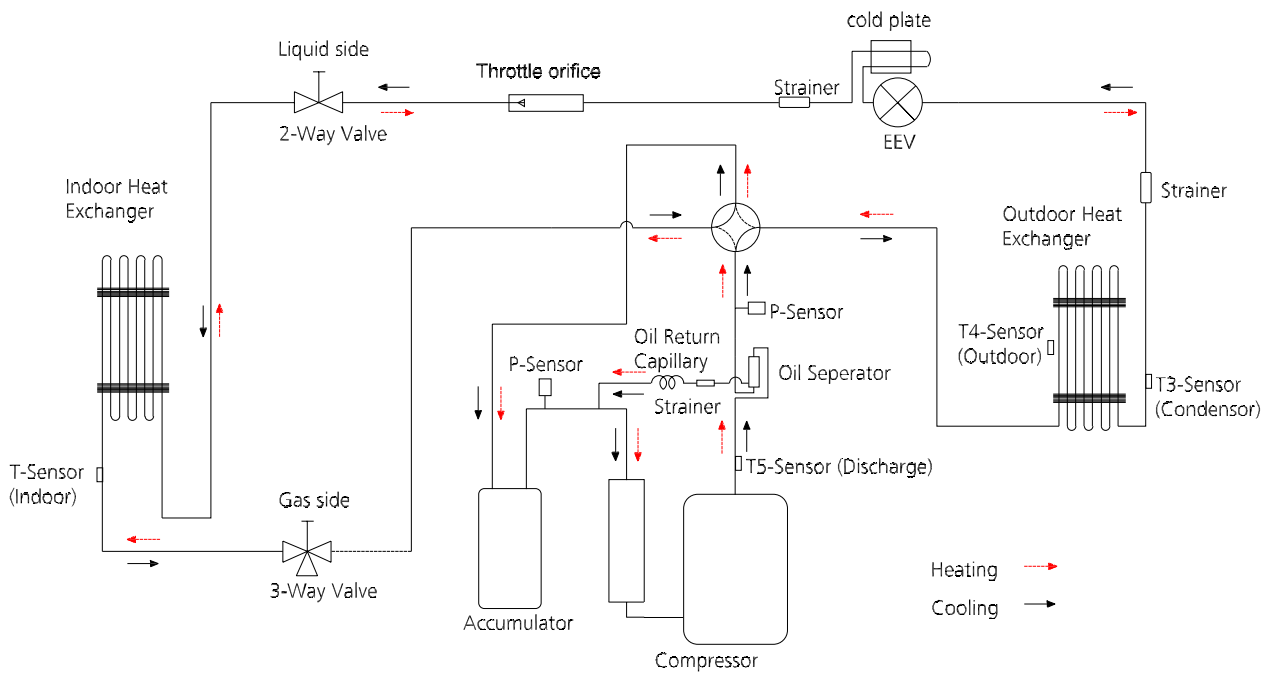 cold plate
Liquid side
Throttle orifice
Strainer
2-Way Valve
EEV
Indoor Heat
Exchanger
Strainer
Outdoor Heat
Exchanger
P-Sensor
T4-Sensor
(Outdoor)
Oil Return
Capillary
P-Sensor
Oil Seperator
Strainer
T3-Sensor
(Condensor)
T-Sensor
(Indoor)
T5-Sensor (Discharge)
Gas side
3-Way Valve
Heating
Cooling
Accumulator
Compressor